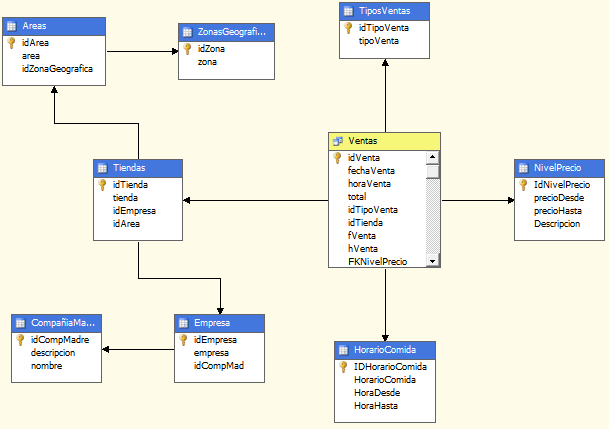 Areas
idArea
area
idZonaGeografica
ZonasGeografi...
idZona
zona
TiposVentas
idTipoVenta
tipoVenta
Tiendas
idTienda
tienda
idEmpresa
idArea
Ventas
idVenta
fechaVenta
horaVenta
total
idTipoVenta
idTienda
fVenta
hVenta
FKNivelPrecio
NivelPrecio
IdNivelPrecio
precioDesde
precioHasta
Descripcion
CompañiaMa...
idCompMadre
descripcion
nombre
Empresa
idEmpresa
empresa
idCompMad
HorarioComida
IDHorarioComida
HorarioComida
HoraDesde
HoraHasta